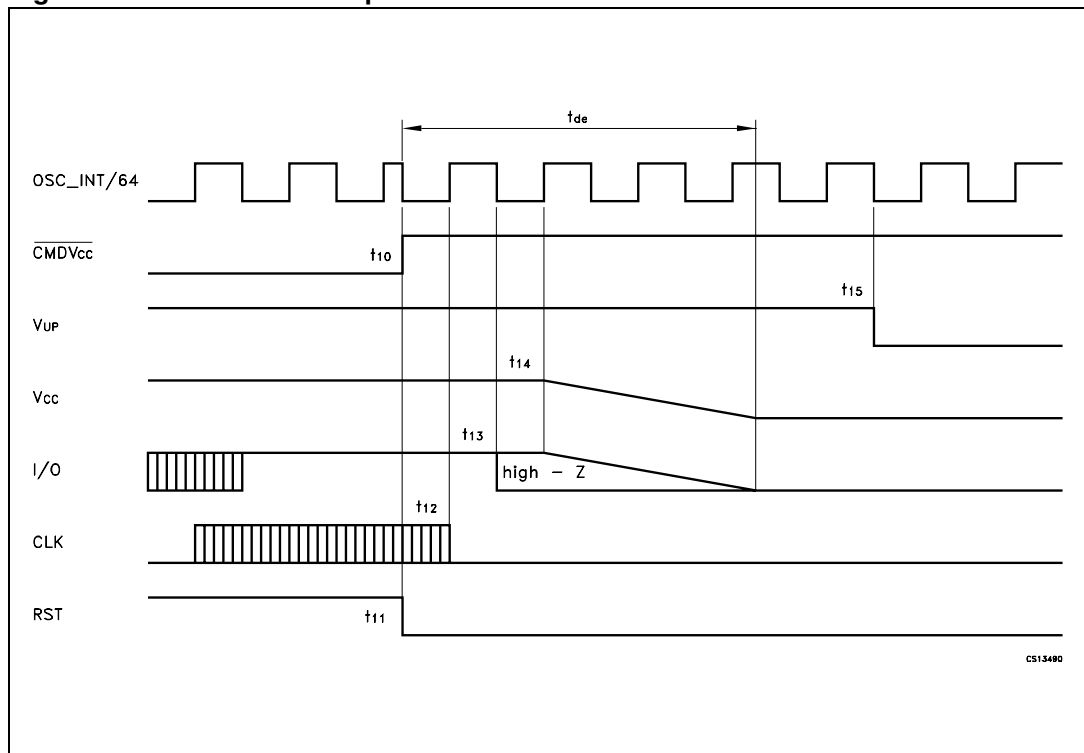 tde
OSC_INT/64
CMDVcc
t10
t15
VUP
t14
Vcc
t13
I/O
high - Z
t12
CLK
RST
t11
CS13490